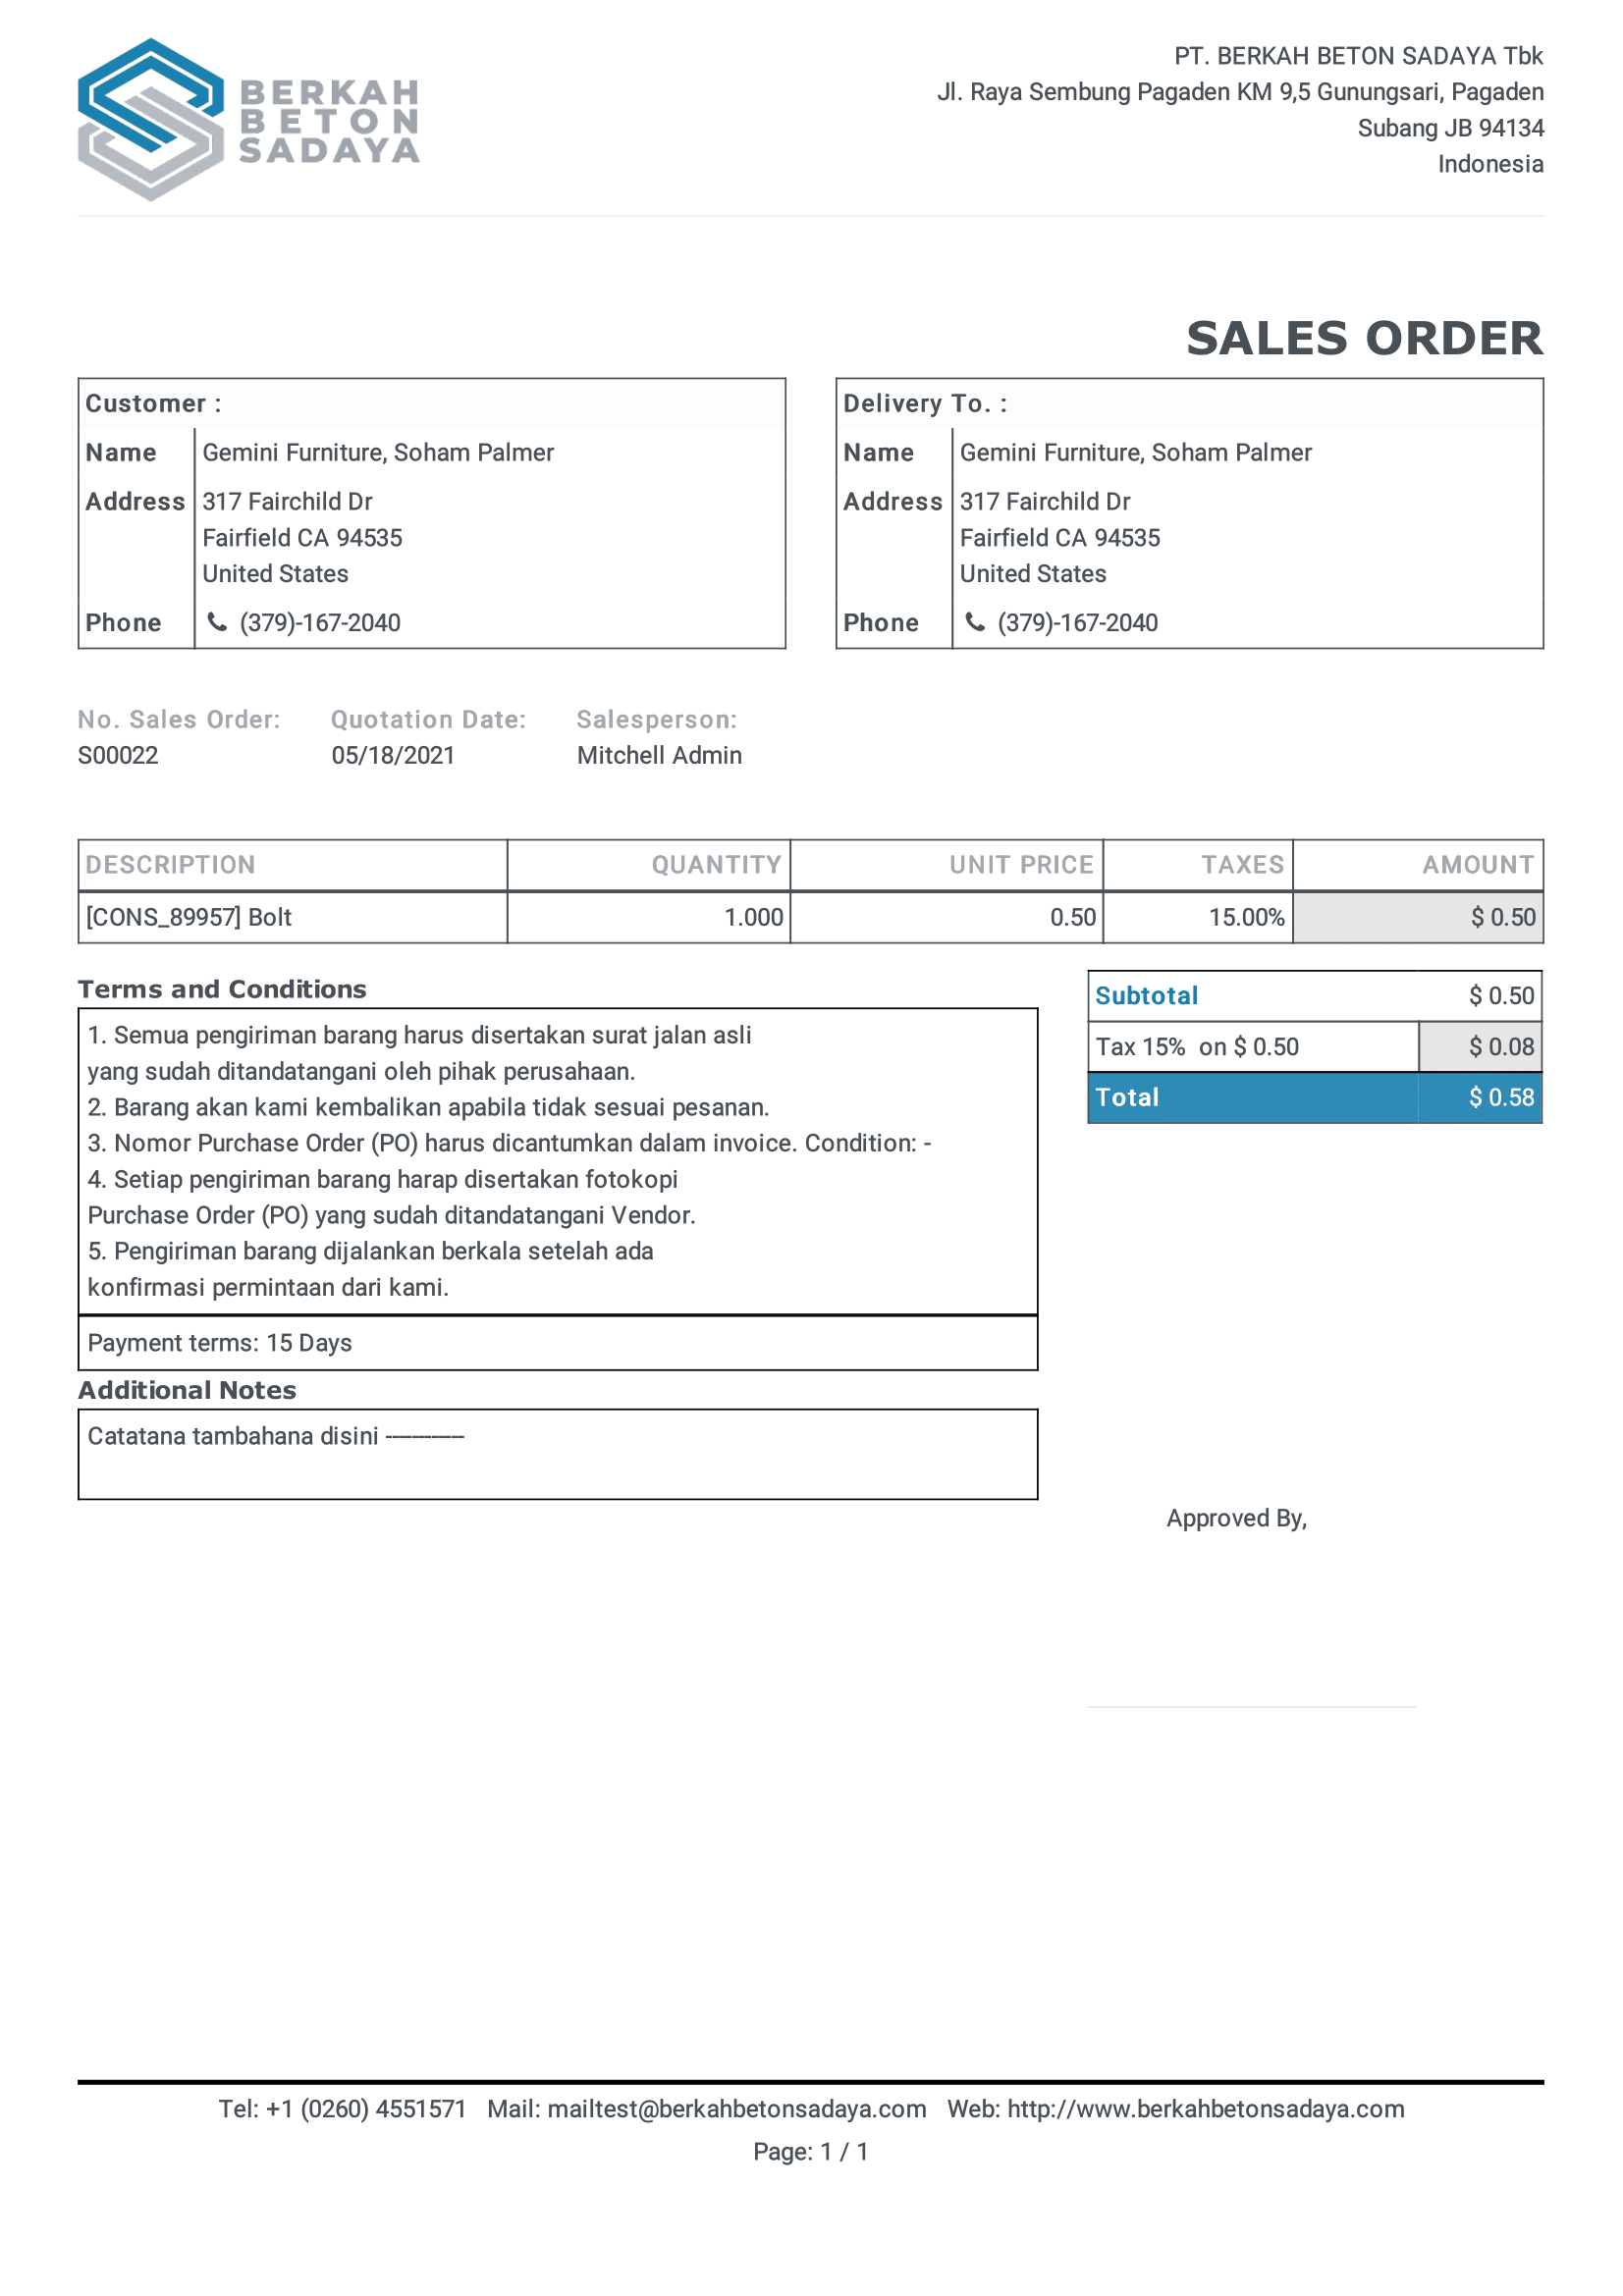 BERKAH
BETON
SADAYA
PT. BERKAH BETON SADAYA Tbk
Jl. Raya Sembung Pagaden KM 9,5 Gunungsari, Pagaden
Subang JB 94134
Indonesia
SALES ORDER
Customer :
Name Gemini Furniture, Soham Palmer
Address 317 Fairchild Dr
Fairfield CA 94535
United States
Phone (379)-167-2040
Delivery To. :
Name Gemini Furniture, Soham Palmer
Address 317 Fairchild Dr
Fairfield CA 94535
United States
Phone (379)-167-2040
No. Sales Order: Quotation Date: Salesperson:
S00022 05/18/2021 Mitchell Admin
DESCRIPTION QUANTITY UNIT PRICE TAXES AMOUNT
[CONS_89957] Bolt 1.000 0.50 15.00% $ 0.50
Terms and Conditions
1. Semua pengiriman barang harus disertakan surat jalan asli
yang sudah ditandatangani oleh pihak perusahaan.
2. Barang akan kami kembalikan apabila tidak sesuai pesanan.
3. Nomor Purchase Order (PO) harus dicantumkan dalam invoice. Condition: -
4. Setiap pengiriman barang harap disertakan fotokopi
Purchase Order (PO) yang sudah ditandatangani Vendor.
5. Pengiriman barang dijalankan berkala setelah ada
konfirmasi permintaan dari kami.
Payment terms: 15 Days
Subtotal $ 0.50
Tax 15% on $ 0.50 $ 0.08
Total $ 0.58
Additional Notes
Catatana tambahana disini ------------
Approved By,
Tel: +1 (0260) 4551571 Mail: mailtest@berkahbetonsadaya.com Web: http://www.berkahbetonsadaya.com
Page: 1 / 1